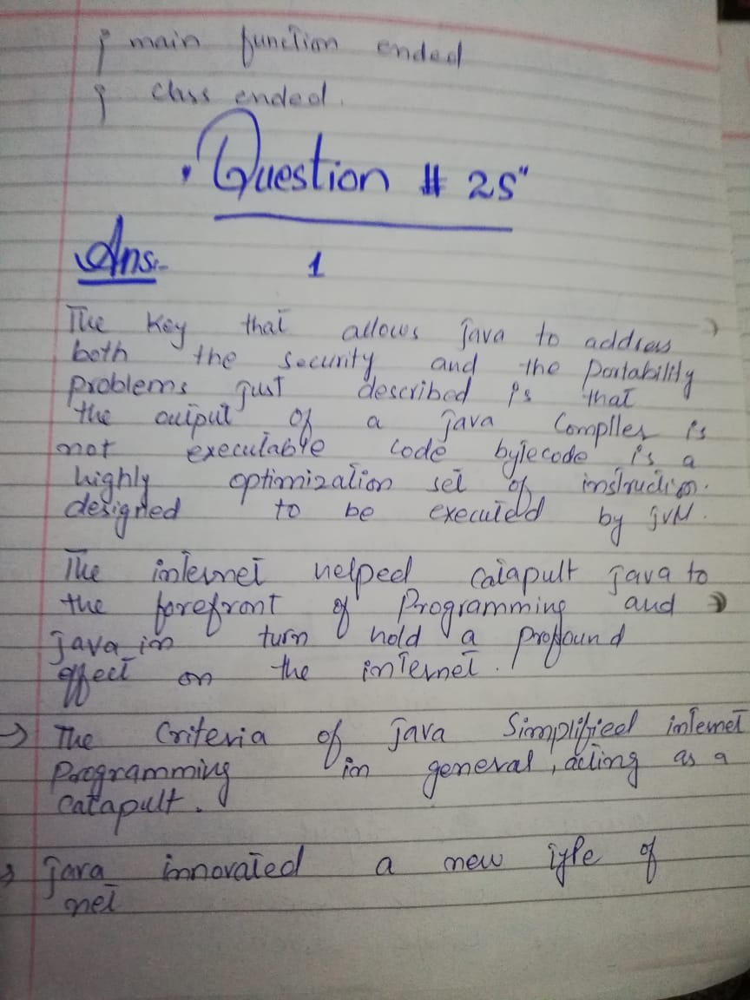 } main function ended
} class ended.
"Question # 25"
Ans:- 1
The key that allows java to address
both the security and the portability
problems just described is that
the output of a java Compiler is
not executable code bytecode is a
highly optimization set of instruction.
designed to be executed by JVM.
The internet helped catapult java to
the forefront of Programming and
java in turn hold a profound
effect on the internet.
→ The Criteria of java Simplified internet
Programming in general, acting as a
catapult.
→ java innovated a new type of
net